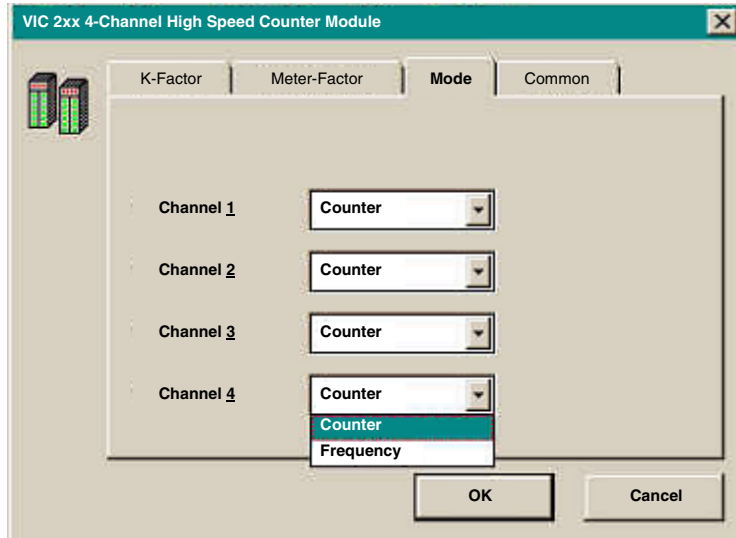 VIC 2xx 4-Channel High Speed Counter Module
K-Factor Meter-Factor Mode Common
Channel 1 Counter
Channel 2 Counter
Channel 3 Counter
Channel 4 Counter
Counter
Frequency
OK Cancel